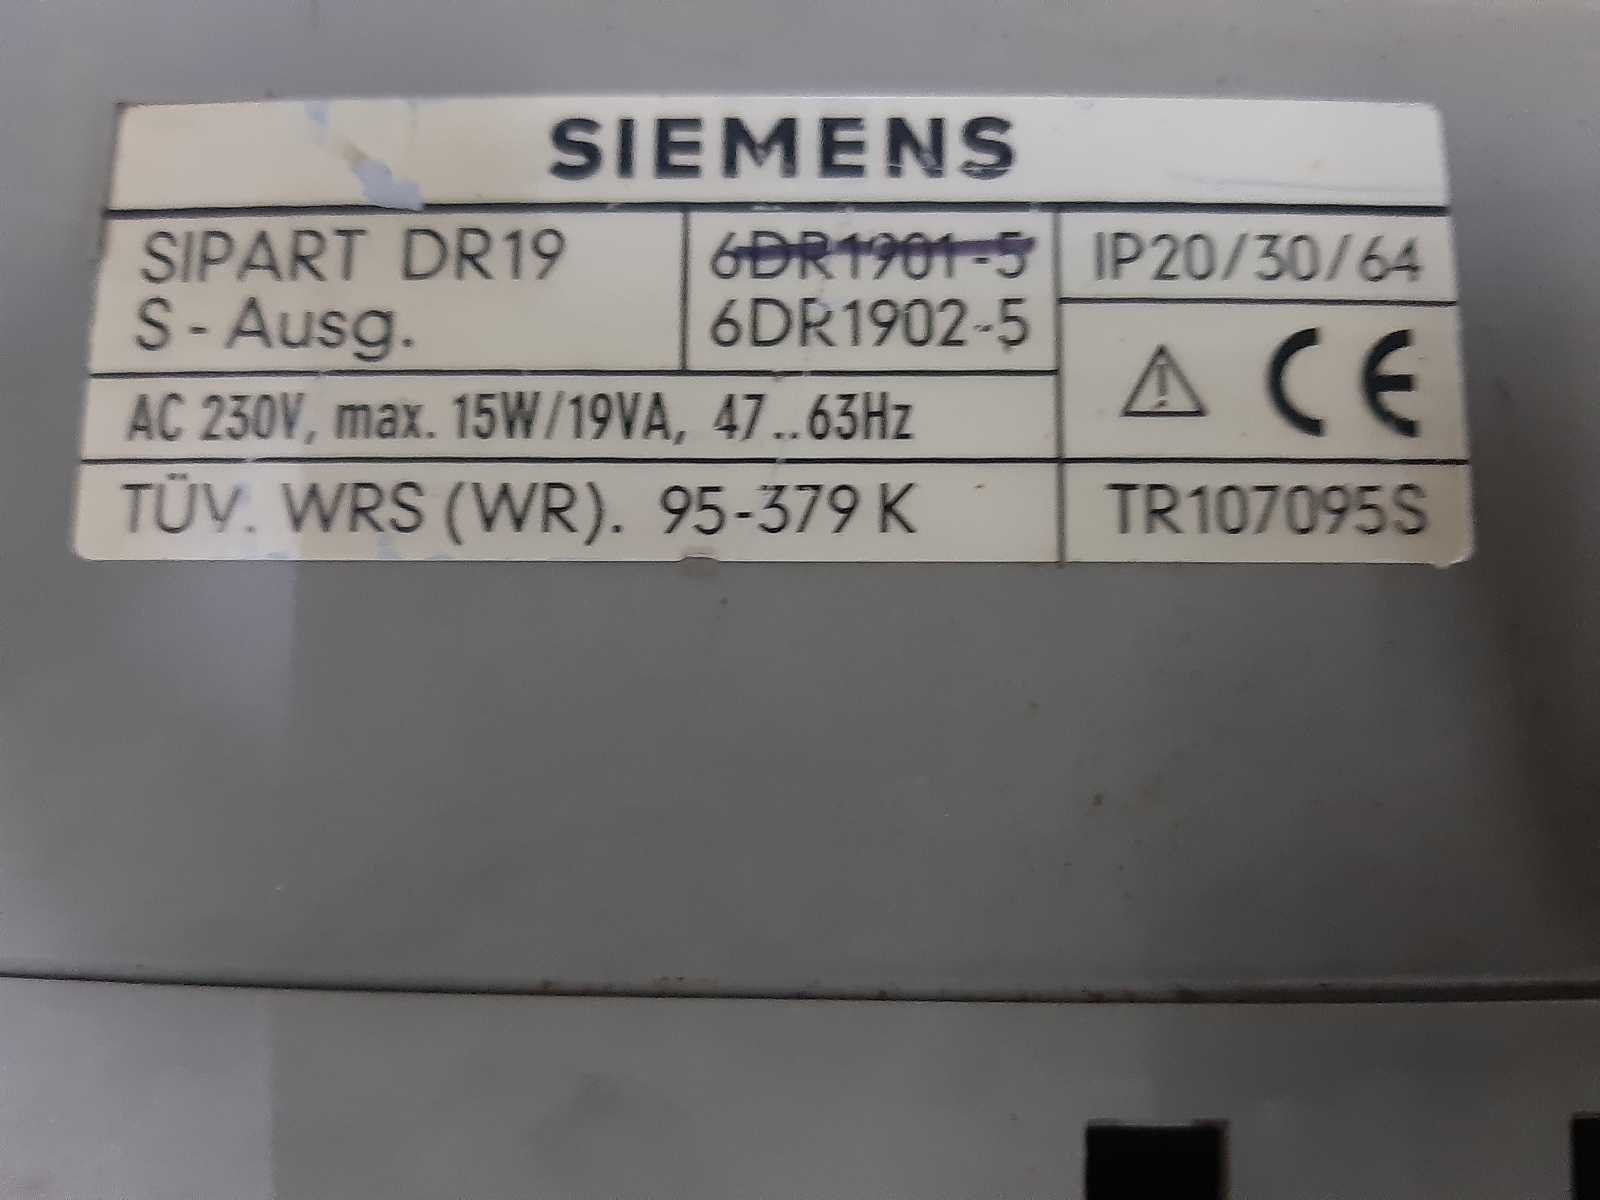 SIEMENS
SIPART DR19
S-Ausg.
6DR1901-5
6DR1902-5
IP20/30/64
CE
AC 230V, max. 15W/19VA, 47..63Hz
TÜV. WRS (WR). 95-379 K
TR107095S